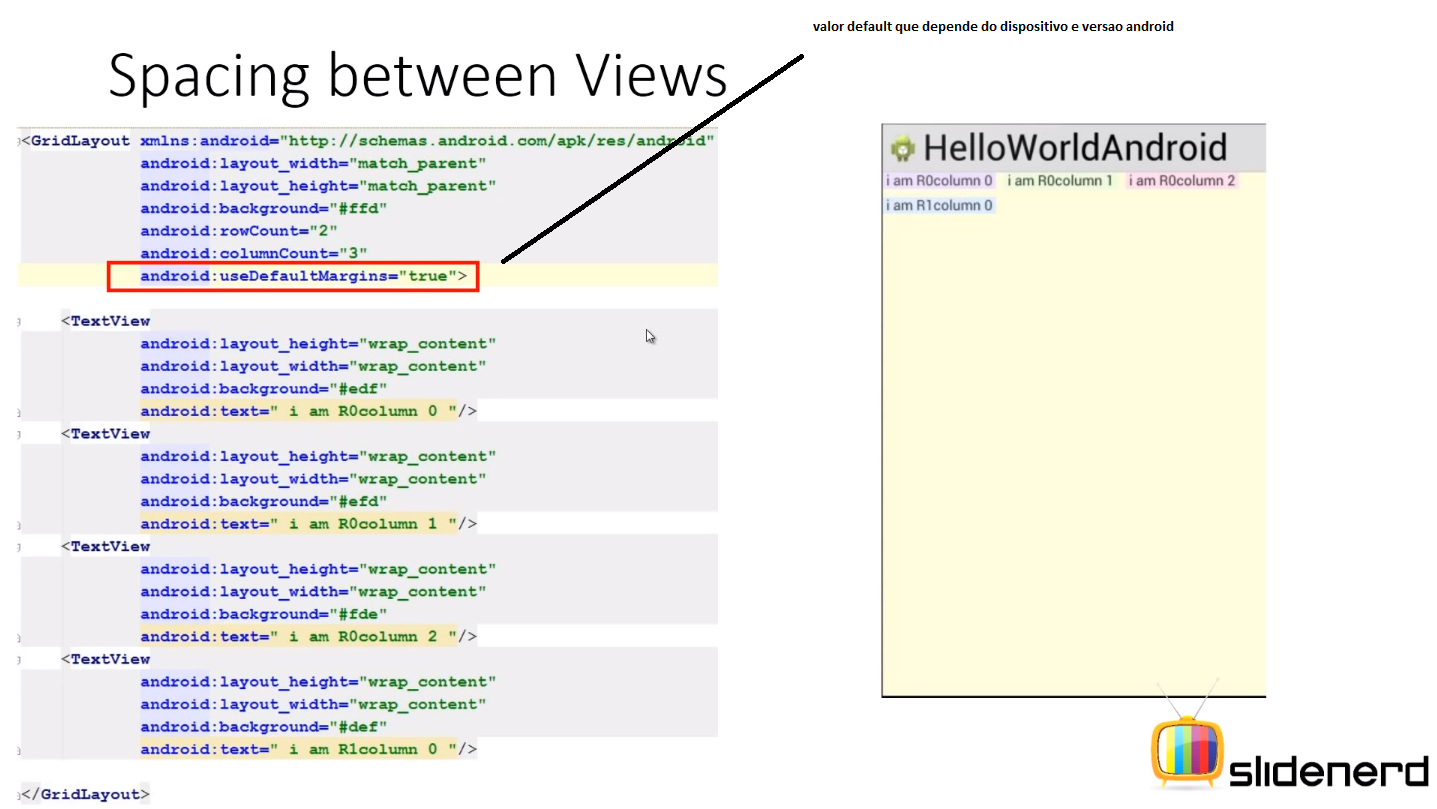 valor default que depende do dispositivo e versao android
Spacing between Views
<GridLayout xmlns:android="http://schemas.android.com/apk/res/android"
android:layout_width="match_parent"
android:layout_height="match_parent"
android:background="#ffd"
android:rowCount="2"
android:columnCount="3"
android:useDefaultMargins="true">
<TextView
android:layout_height="wrap_content"
android:layout_width="wrap_content"
android:background="#edf"
android:text=" i am R0column 0 "/>
<TextView
android:layout_height="wrap_content"
android:layout_width="wrap_content"
android:background="#efd"
android:text=" i am R0column 1 "/>
<TextView
android:layout_height="wrap_content"
android:layout_width="wrap_content"
android:background="#fde"
android:text=" i am R0column 2 "/>
<TextView
android:layout_height="wrap_content"
android:layout_width="wrap_content"
android:background="#def"
android:text=" i am R1column 0 "/>
</GridLayout>
HelloWorldAndroid
i am R0column 0 i am R0column 1 i am R0column 2
i am R1column 0
slidenerd